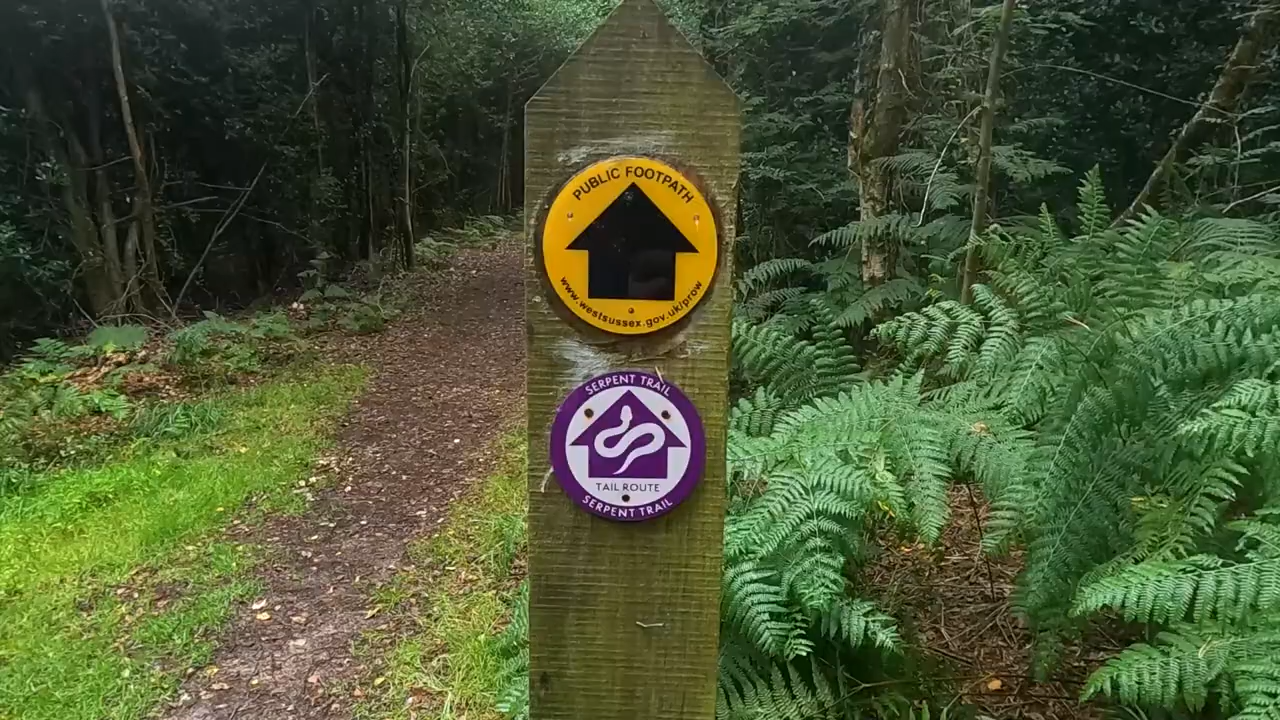 PUBLIC FOOTPATH
www.westsussex.gov.uk/prow
SERPENT TRAIL
TAIL ROUTE
SERPENT TRAIL